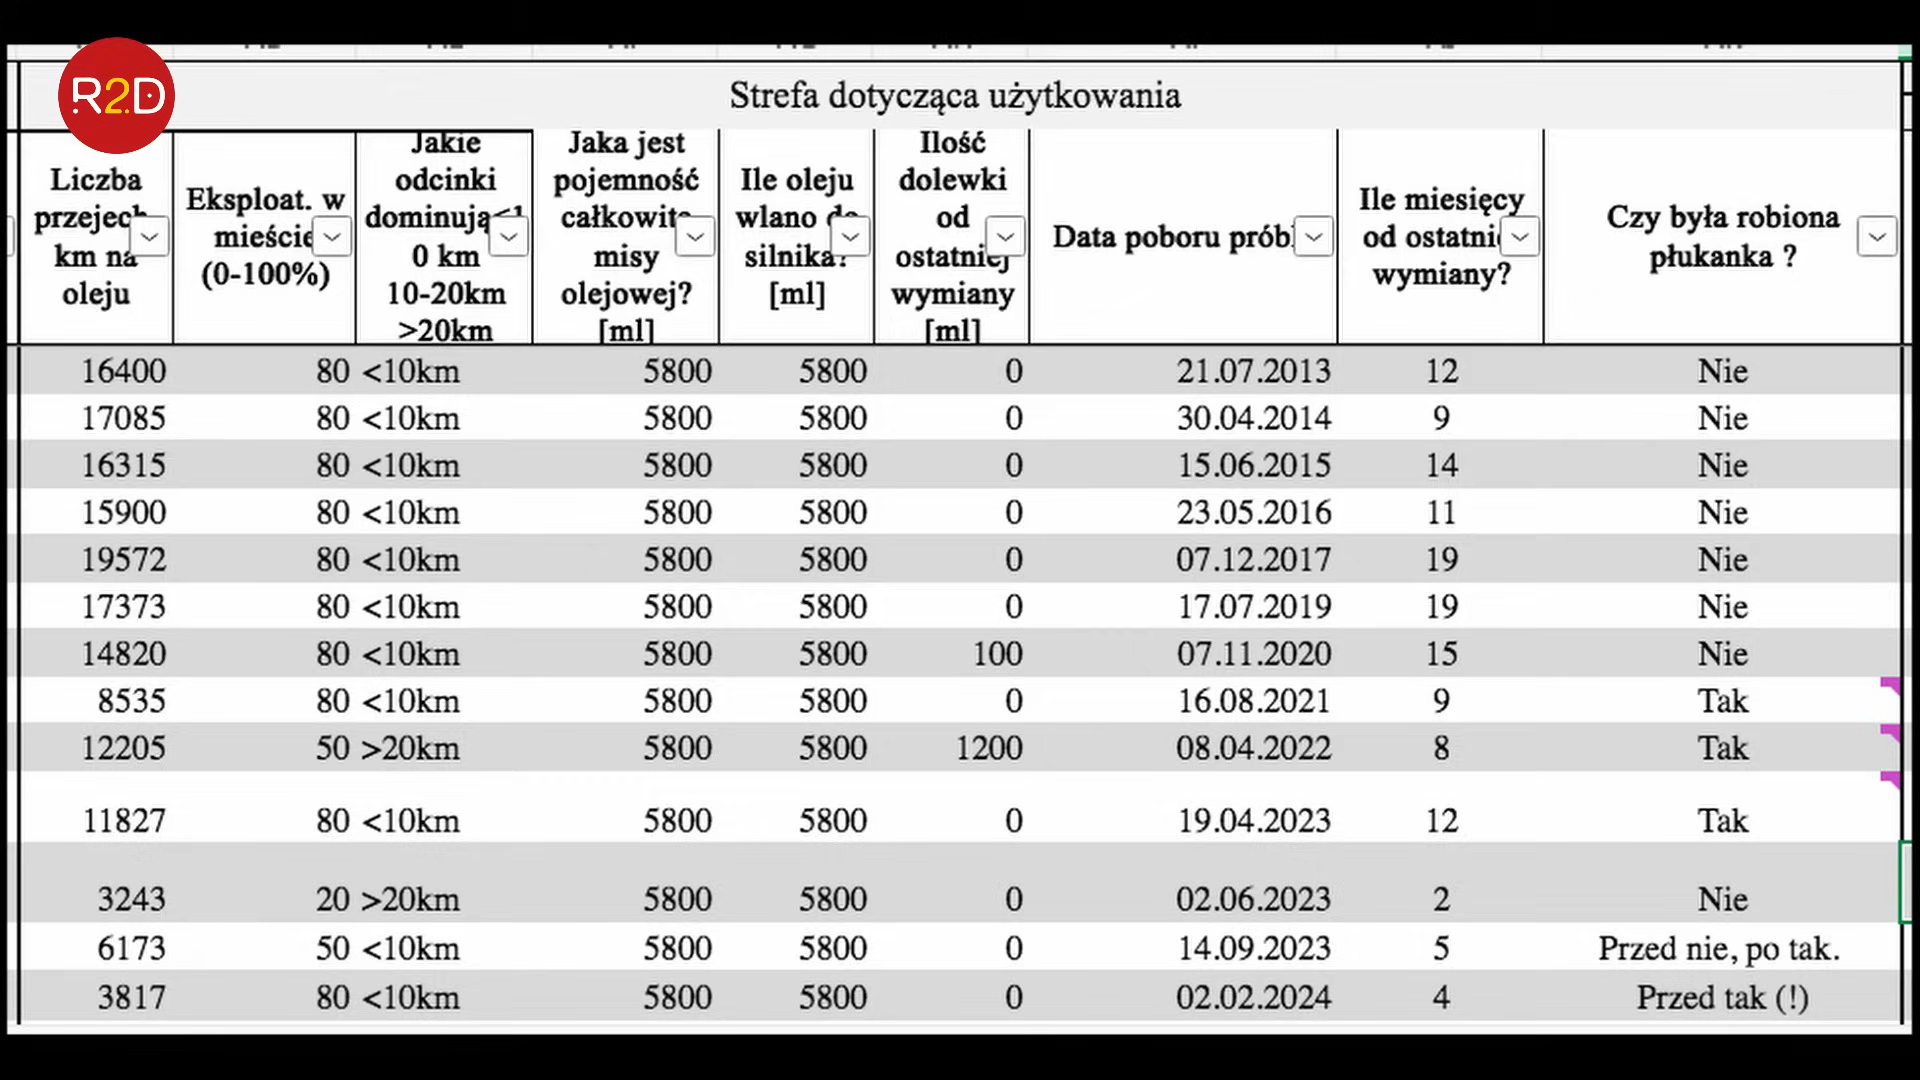 R2D
Strefa dotycząca użytkowania
Liczba
przejech
km na
oleju
Eksploat. w
mieście
(0-100%)
Jakie
odcinki
dominują<1
0 km
10-20km
>20km
Jaka jest
pojemność
całkowita
misy
olejowej?
[ml]
Ile oleju
wlano do
silnika?
[ml]
Ilość
dolewki
od
ostatniej
wymiany
[ml]
Data poboru prób
Ile miesięcy
od ostatni
wymiany?
Czy była robiona
płukanka ?
16400 80 <10km 5800 5800 0 21.07.2013 12 Nie
17085 80 <10km 5800 5800 0 30.04.2014 9 Nie
16315 80 <10km 5800 5800 0 15.06.2015 14 Nie
15900 80 <10km 5800 5800 0 23.05.2016 11 Nie
19572 80 <10km 5800 5800 0 07.12.2017 19 Nie
17373 80 <10km 5800 5800 0 17.07.2019 19 Nie
14820 80 <10km 5800 5800 100 07.11.2020 15 Nie
8535 80 <10km 5800 5800 0 16.08.2021 9 Tak
12205 50 >20km 5800 5800 1200 08.04.2022 8 Tak
11827 80 <10km 5800 5800 0 19.04.2023 12 Tak
3243 20 >20km 5800 5800 0 02.06.2023 2 Nie
6173 50 <10km 5800 5800 0 14.09.2023 5 Przed nie, po tak.
3817 80 <10km 5800 5800 0 02.02.2024 4 Przed tak (!)